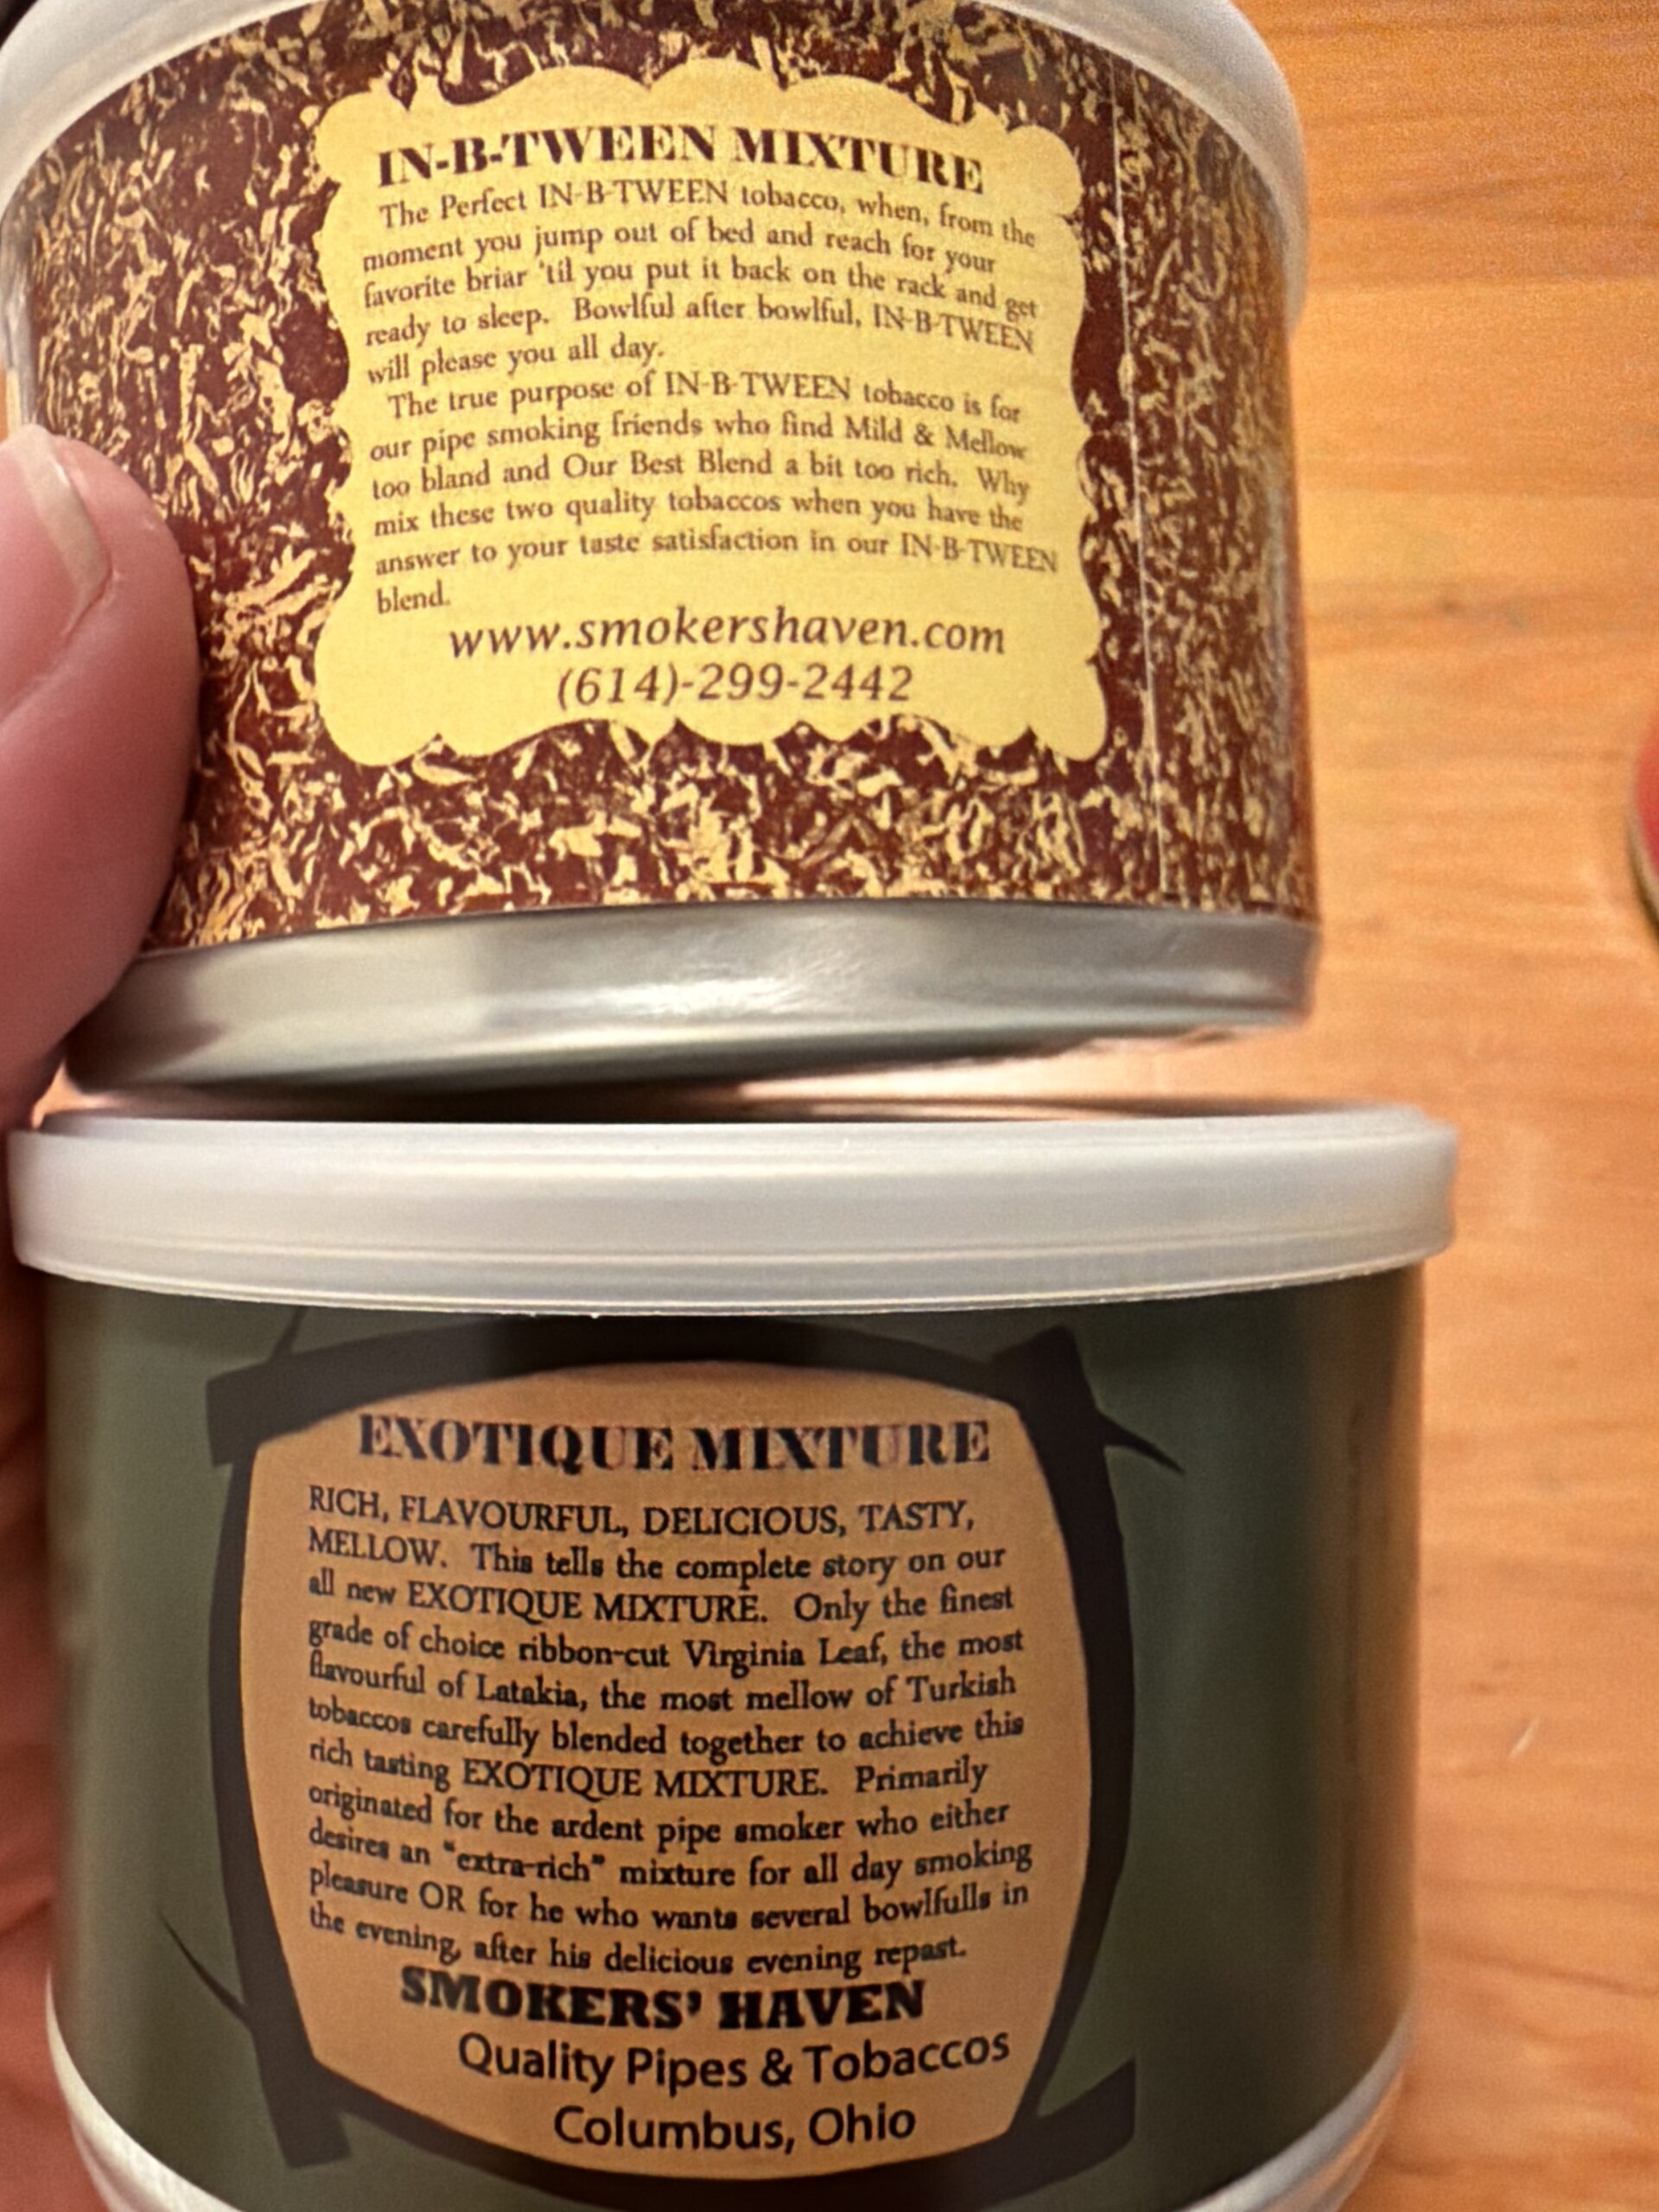 IN-B-TWEEN MIXTURE
The Perfect IN-B-TWEEN tobacco, when, from the
moment you jump out of bed and reach for your
favorite briar 'til you put it back on the rack and get
ready to sleep. Bowlful after bowlful, IN-B-TWEEN
will please you all day.
The true purpose of IN-B-TWEEN tobacco is for
our pipe smoking friends who find Mild & Mellow
too bland and Our Best Blend a bit too rich. Why
mix these two quality tobaccos when you have the
answer to your taste satisfaction in our IN-B-TWEEN
blend.
www.smokershaven.com
(614)-299-2442
EXOTIQUE MIXTURE
RICH, FLAVOURFUL, DELICIOUS, TASTY,
MELLOW. This tells the complete story on our
all new EXOTIQUE MIXTURE. Only the finest
grade of choice ribbon-cut Virginia Leaf, the most
flavourful of Latakia, the most mellow of Turkish
tobaccos carefully blended together to achieve this
rich tasting EXOTIQUE MIXTURE. Primarily
originated for the ardent pipe smoker who either
desires an "extra-rich" mixture for all day smoking
pleasure OR for he who wants several bowlfulls in
the evening, after his delicious evening repast.
SMOKERS' HAVEN
Quality Pipes & Tobaccos
Columbus, Ohio